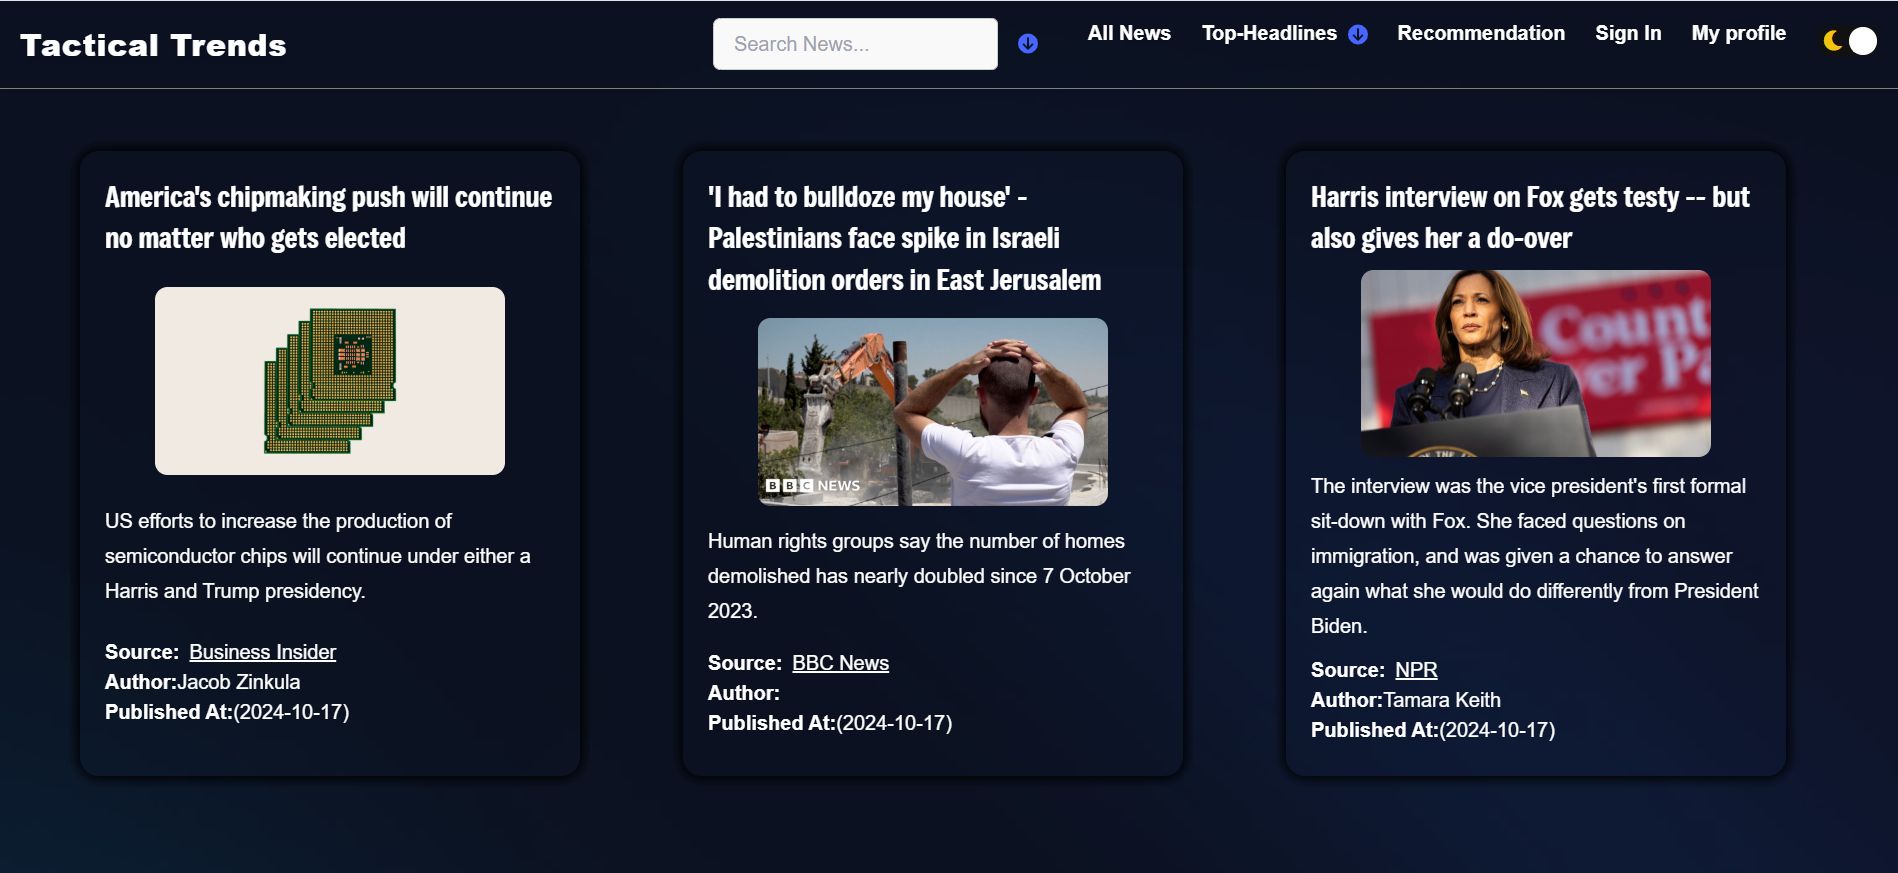 Tactical Trends
Search News...
All News
Top-Headlines
Recommendation
Sign In
My profile
America's chipmaking push will continue
no matter who gets elected
US efforts to increase the production of
semiconductor chips will continue under either a
Harris and Trump presidency.
Source: Business Insider
Author:Jacob Zinkula
Published At:(2024-10-17)
'I had to bulldoze my house' -
Palestinians face spike in Israeli
demolition orders in East Jerusalem
BBC NEWS
Human rights groups say the number of homes
demolished has nearly doubled since 7 October
2023.
Source: BBC News
Author:
Published At:(2024-10-17)
Harris interview on Fox gets testy -- but
also gives her a do-over
Count
er Pa
OF THE
The interview was the vice president's first formal
sit-down with Fox. She faced questions on
immigration, and was given a chance to answer
again what she would do differently from President
Biden.
Source: NPR
Author:Tamara Keith
Published At:(2024-10-17)